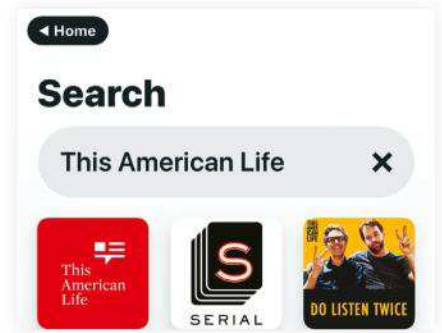 Home
Search
This American Life
This
American
Life
S
SERIAL
DO LISTEN TWICE